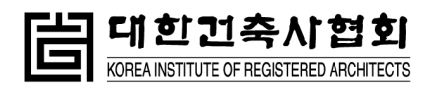 대한건축사협회
KOREA INSTITUTE OF REGISTERED ARCHITECTS